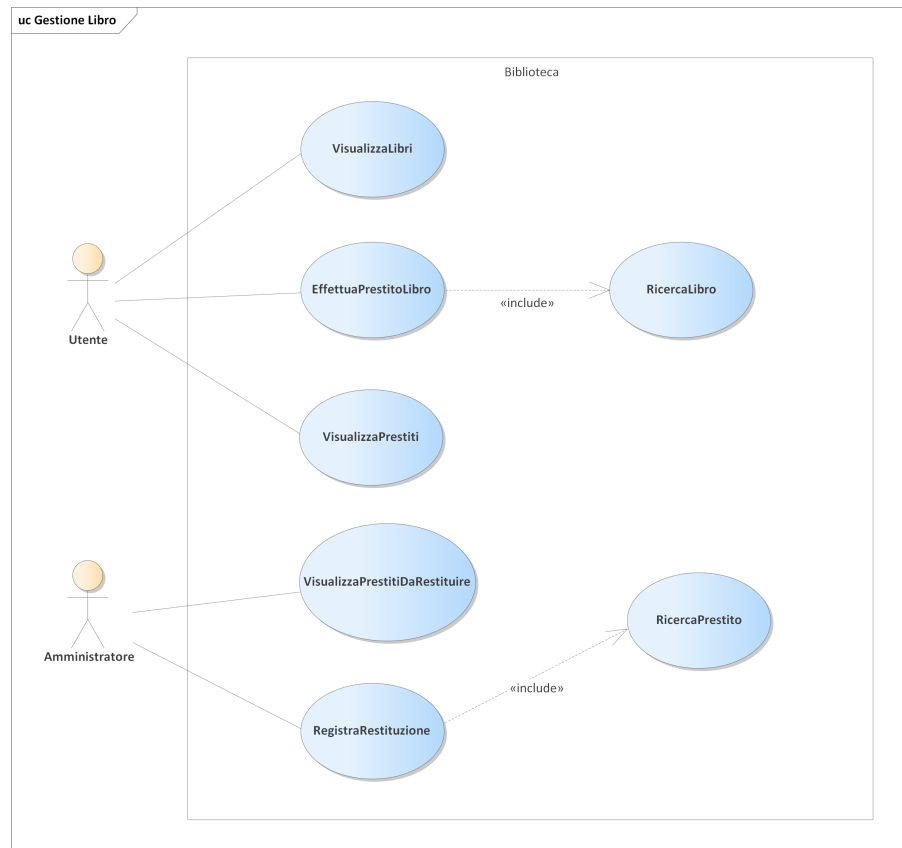 uc Gestione Libro
Biblioteca
VisualizzaLibri
EffettuaPrestitoLibro
«include»
RicercaLibro
Utente
VisualizzaPrestiti
VisualizzaPrestitiDaRestituire
RicercaPrestito
Amministratore
«include»
RegistraRestituzione